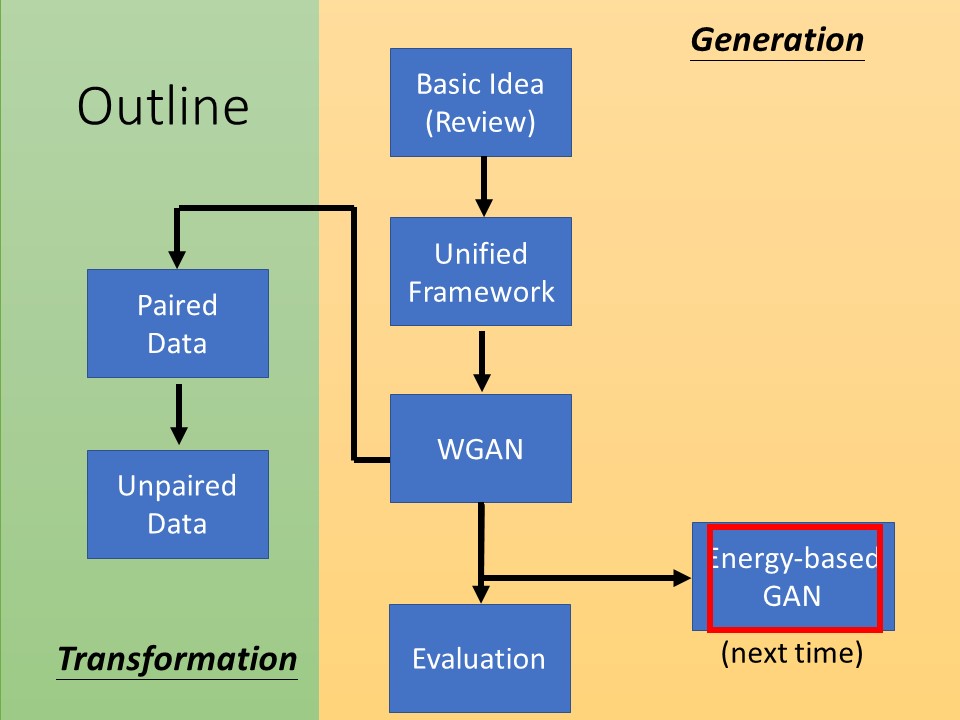 Generation
Outline
Basic Idea
(Review)
Unified
Framework
Paired
Data
WGAN
Unpaired
Data
Energy-based
GAN
(next time)
Evaluation
Transformation